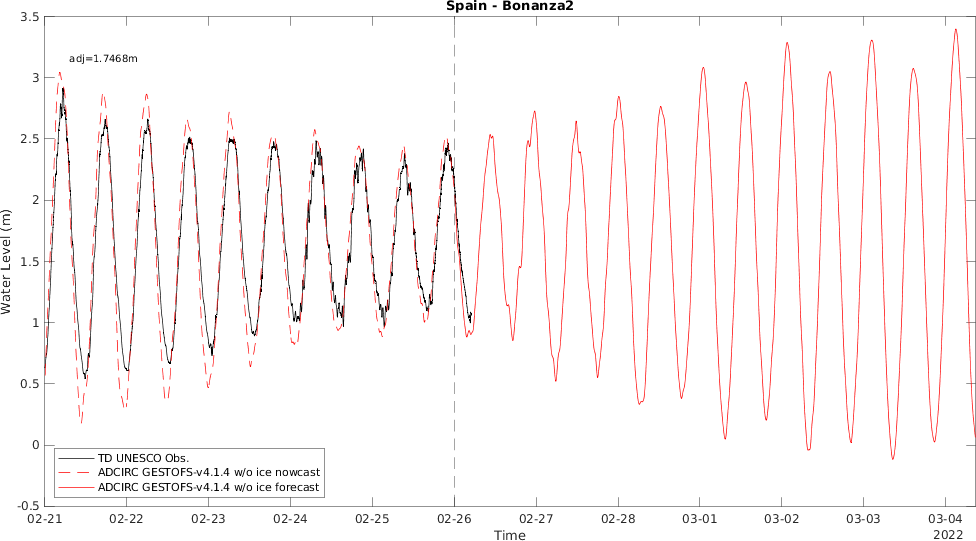 Spain - Bonanza2
adj=1.7468m
3.5
3
2.5
2
1.5
1
0.5
0
-0.5
Water Level (m)
TD UNESCO Obs.
ADCIRC GESTOFS-v4.1.4 w/o ice nowcast
ADCIRC GESTOFS-v4.1.4 w/o ice forecast
02-21 02-22 02-23 02-24 02-25 02-26 02-27 02-28 03-01 03-02 03-03 03-04
2022
Time